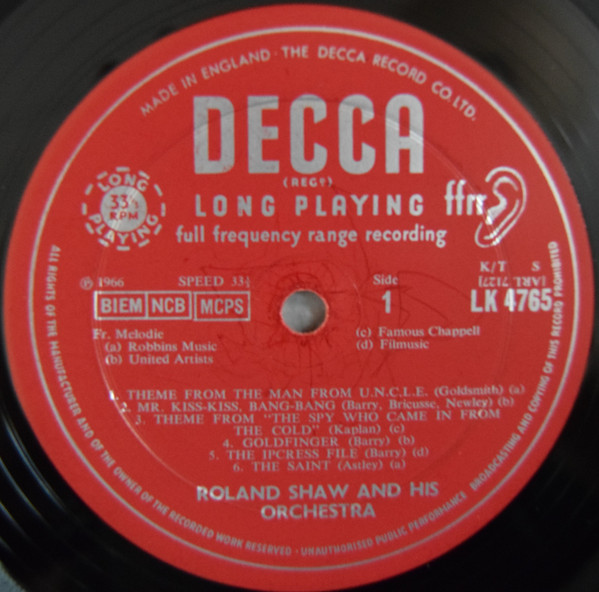 MADE IN ENGLAND · THE DECCA RECORD CO. LTD.
DECCA
(REGD)
LONG PLAYING ffrr
full frequency range recording
LONG PLAYING
33⅓
RPM
K/T S
[ARL 7127]
℗ 1966 SPEED 33⅓ Side
BIEM NCB MCPS 1 LK 4765
Fr. Melodie (c) Famous Chappell
(a) Robbins Music (d) Filmusic
(b) United Artists
1. THEME FROM THE MAN FROM U.N.C.L.E. (Goldsmith) (a)
2. MR. KISS-KISS, BANG-BANG (Barry, Bricusse, Newley) (b)
3. THEME FROM "THE SPY WHO CAME IN FROM
THE COLD" (Kaplan) (c)
4. GOLDFINGER (Barry) (b)
5. THE IPCRESS FILE (Barry) (d)
6. THE SAINT (Astley) (a)
ROLAND SHAW AND HIS
ORCHESTRA
ALL RIGHTS OF THE MANUFACTURER AND OF THE OWNER OF THE RECORDED WORK RESERVED · UNAUTHORISED PUBLIC PERFORMANCE BROADCASTING AND COPYING OF THIS RECORD PROHIBITED